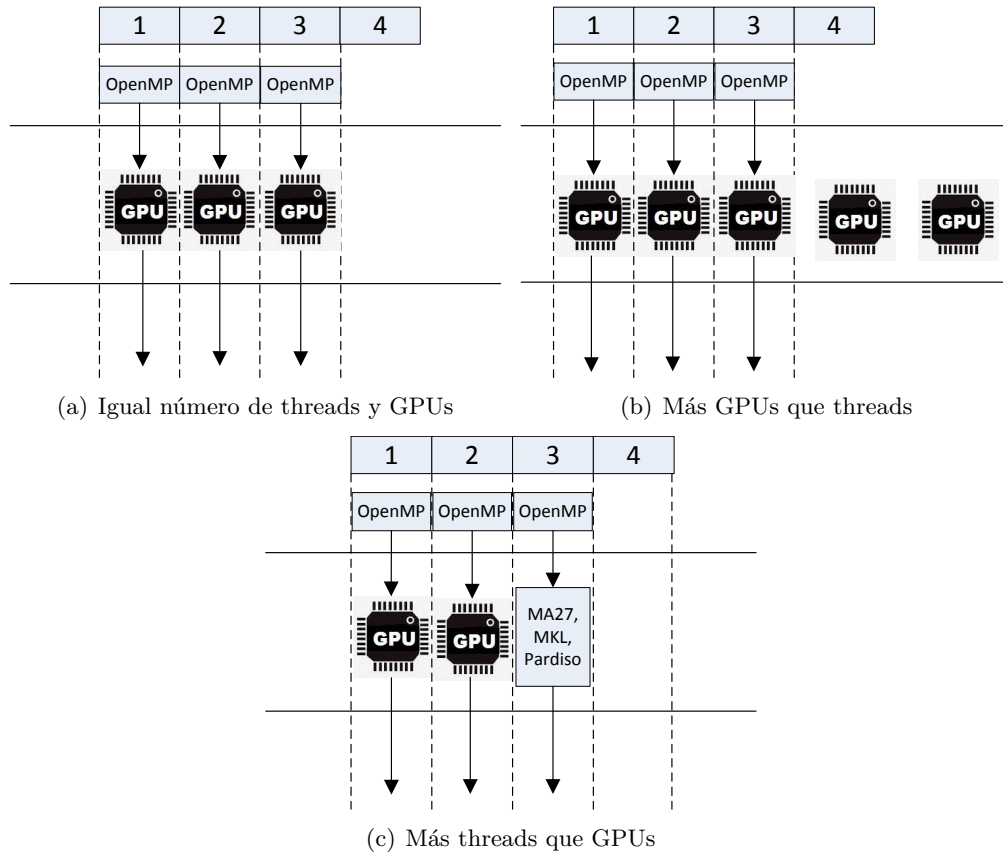 1 2 3 4
OpenMP OpenMP OpenMP
GPU GPU GPU
(a) Igual número de threads y GPUs
1 2 3 4
OpenMP OpenMP OpenMP
GPU GPU GPU GPU GPU
(b) Más GPUs que threads
1 2 3 4
OpenMP OpenMP OpenMP
GPU GPU
MA27,
MKL,
Pardiso
(c) Más threads que GPUs